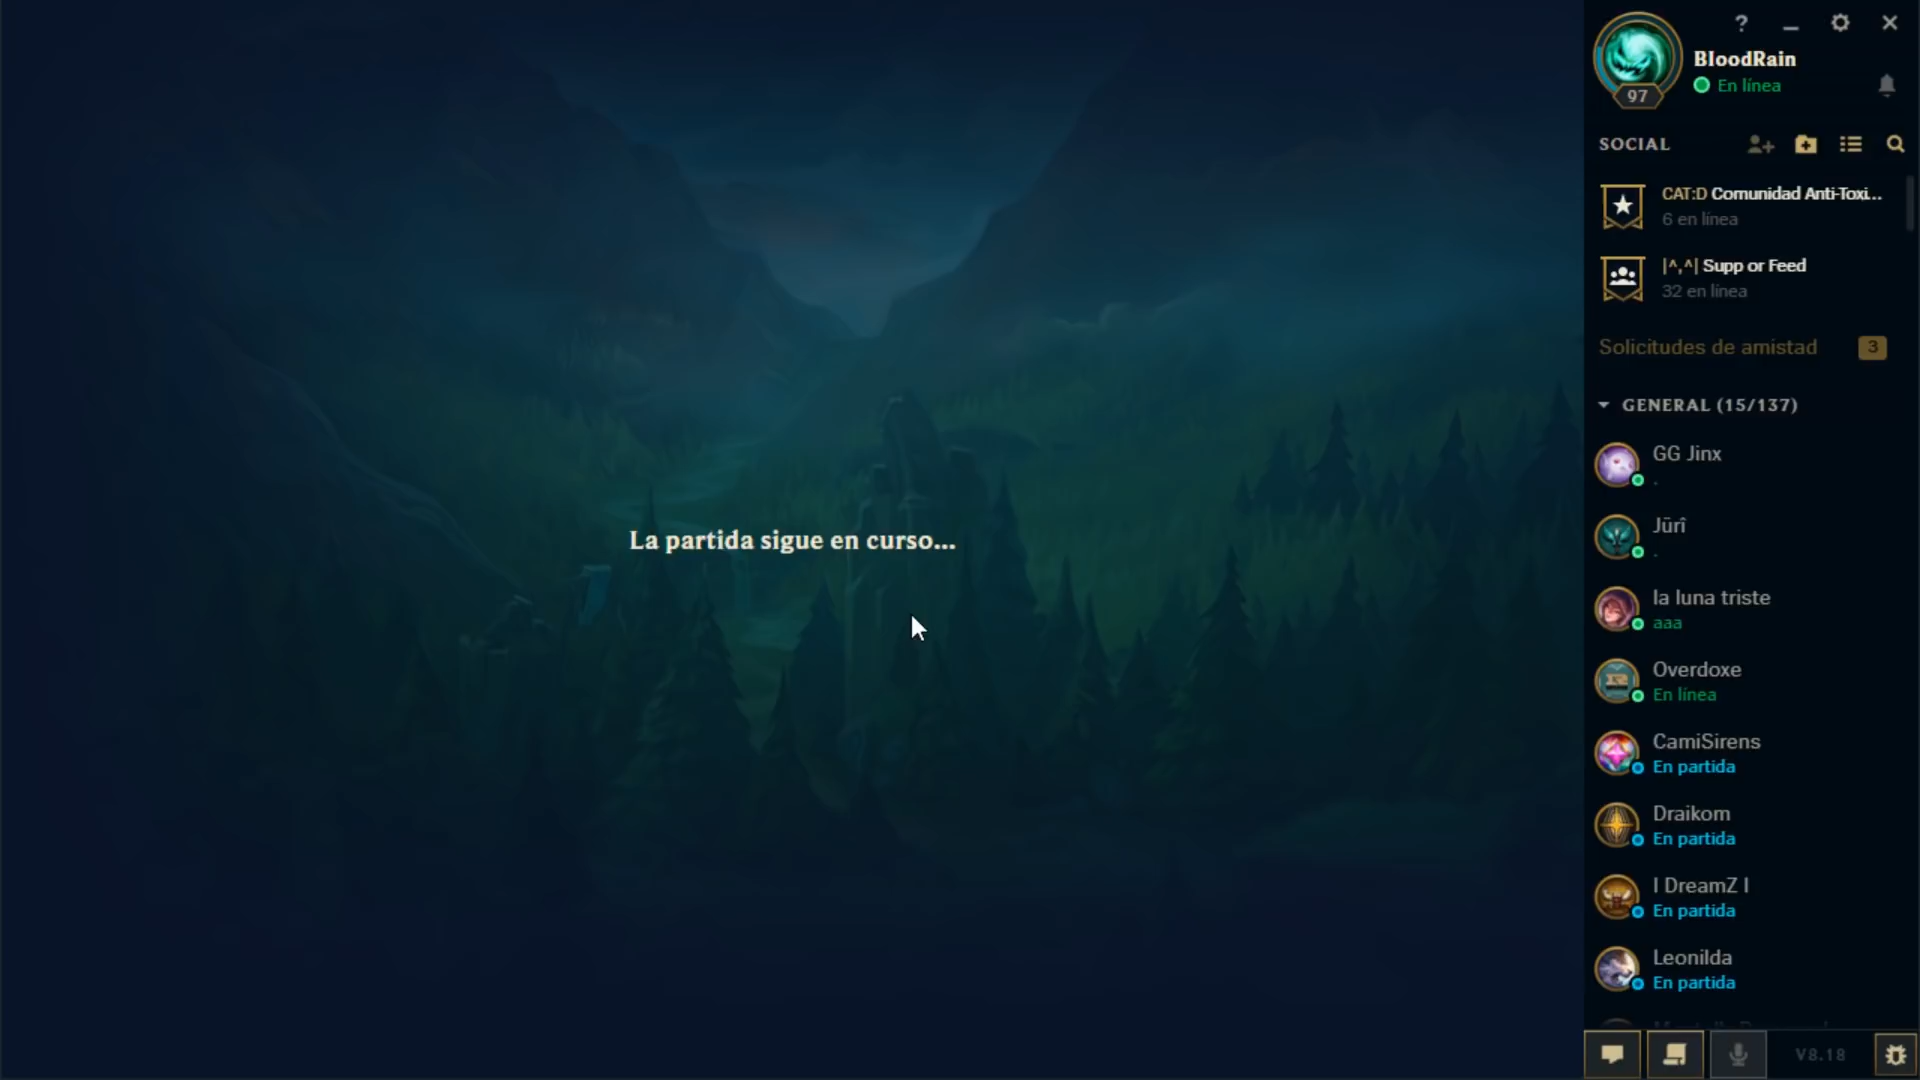 La partida sigue en curso...
?
97
BloodRain
En línea
SOCIAL
CAT:D Comunidad Anti-Toxi...
6 en línea
|^,^| Supp or Feed
32 en línea
Solicitudes de amistad 3
GENERAL (15/137)
GG Jinx
.
Jūrî
.
la luna triste
aaa
Overdoxe
En línea
CamiSirens
En partida
Draikom
En partida
I DreamZ I
En partida
Leonilda
En partida
V8.18